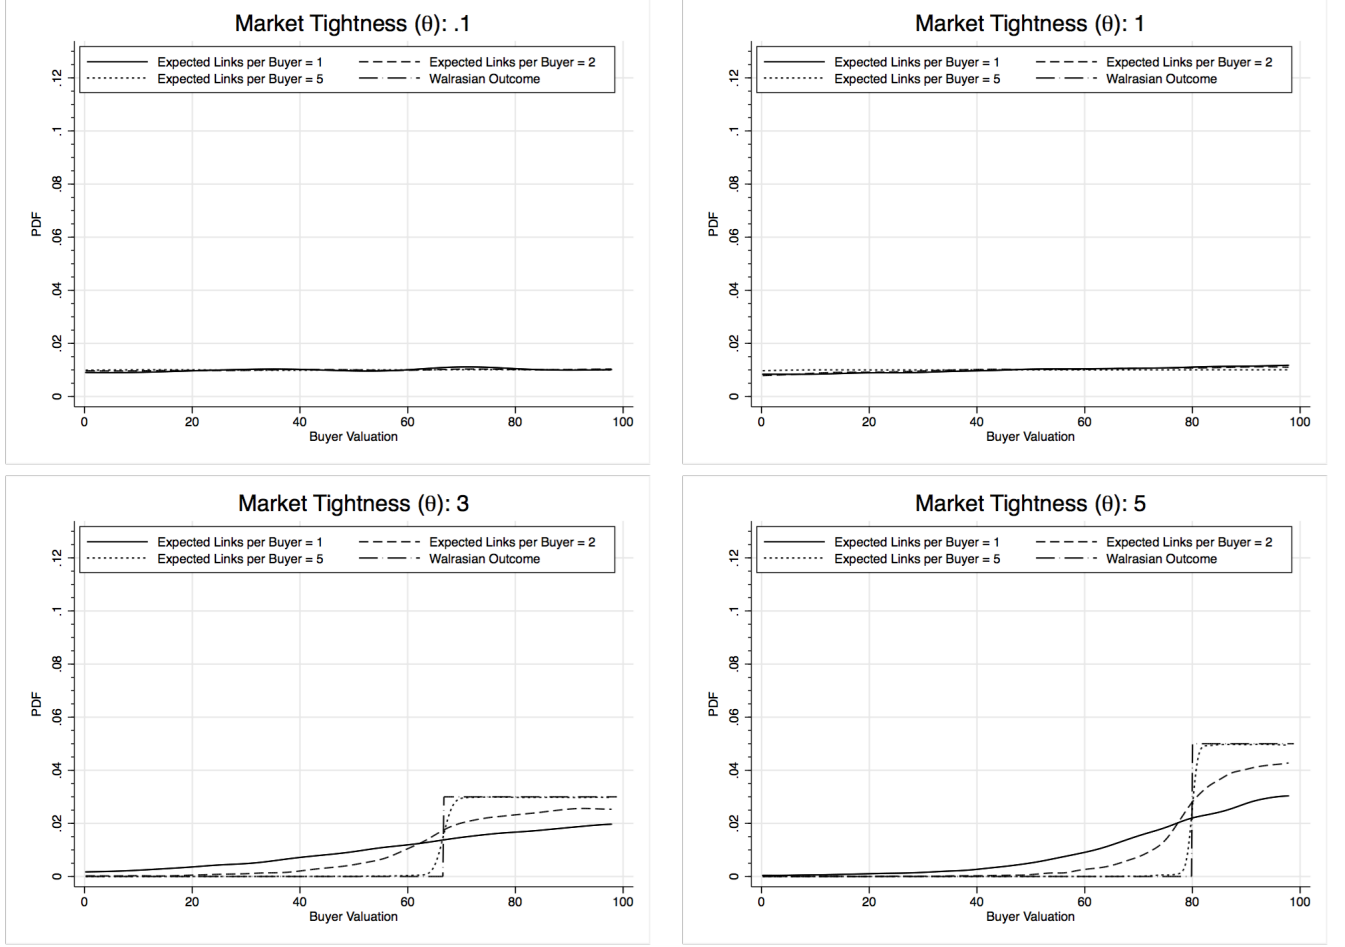 Market Tightness (θ): .1
Expected Links per Buyer = 1 Expected Links per Buyer = 2
Expected Links per Buyer = 5 Walrasian Outcome
.12
.1
.08
.06
.04
.02
0
PDF
0 20 40 60 80 100
Buyer Valuation
Market Tightness (θ): 1
Expected Links per Buyer = 1 Expected Links per Buyer = 2
Expected Links per Buyer = 5 Walrasian Outcome
.12
.1
.08
.06
.04
.02
0
PDF
0 20 40 60 80 100
Buyer Valuation
Market Tightness (θ): 3
Expected Links per Buyer = 1 Expected Links per Buyer = 2
Expected Links per Buyer = 5 Walrasian Outcome
.12
.1
.08
.06
.04
.02
0
PDF
0 20 40 60 80 100
Buyer Valuation
Market Tightness (θ): 5
Expected Links per Buyer = 1 Expected Links per Buyer = 2
Expected Links per Buyer = 5 Walrasian Outcome
.12
.1
.08
.06
.04
.02
0
PDF
0 20 40 60 80 100
Buyer Valuation